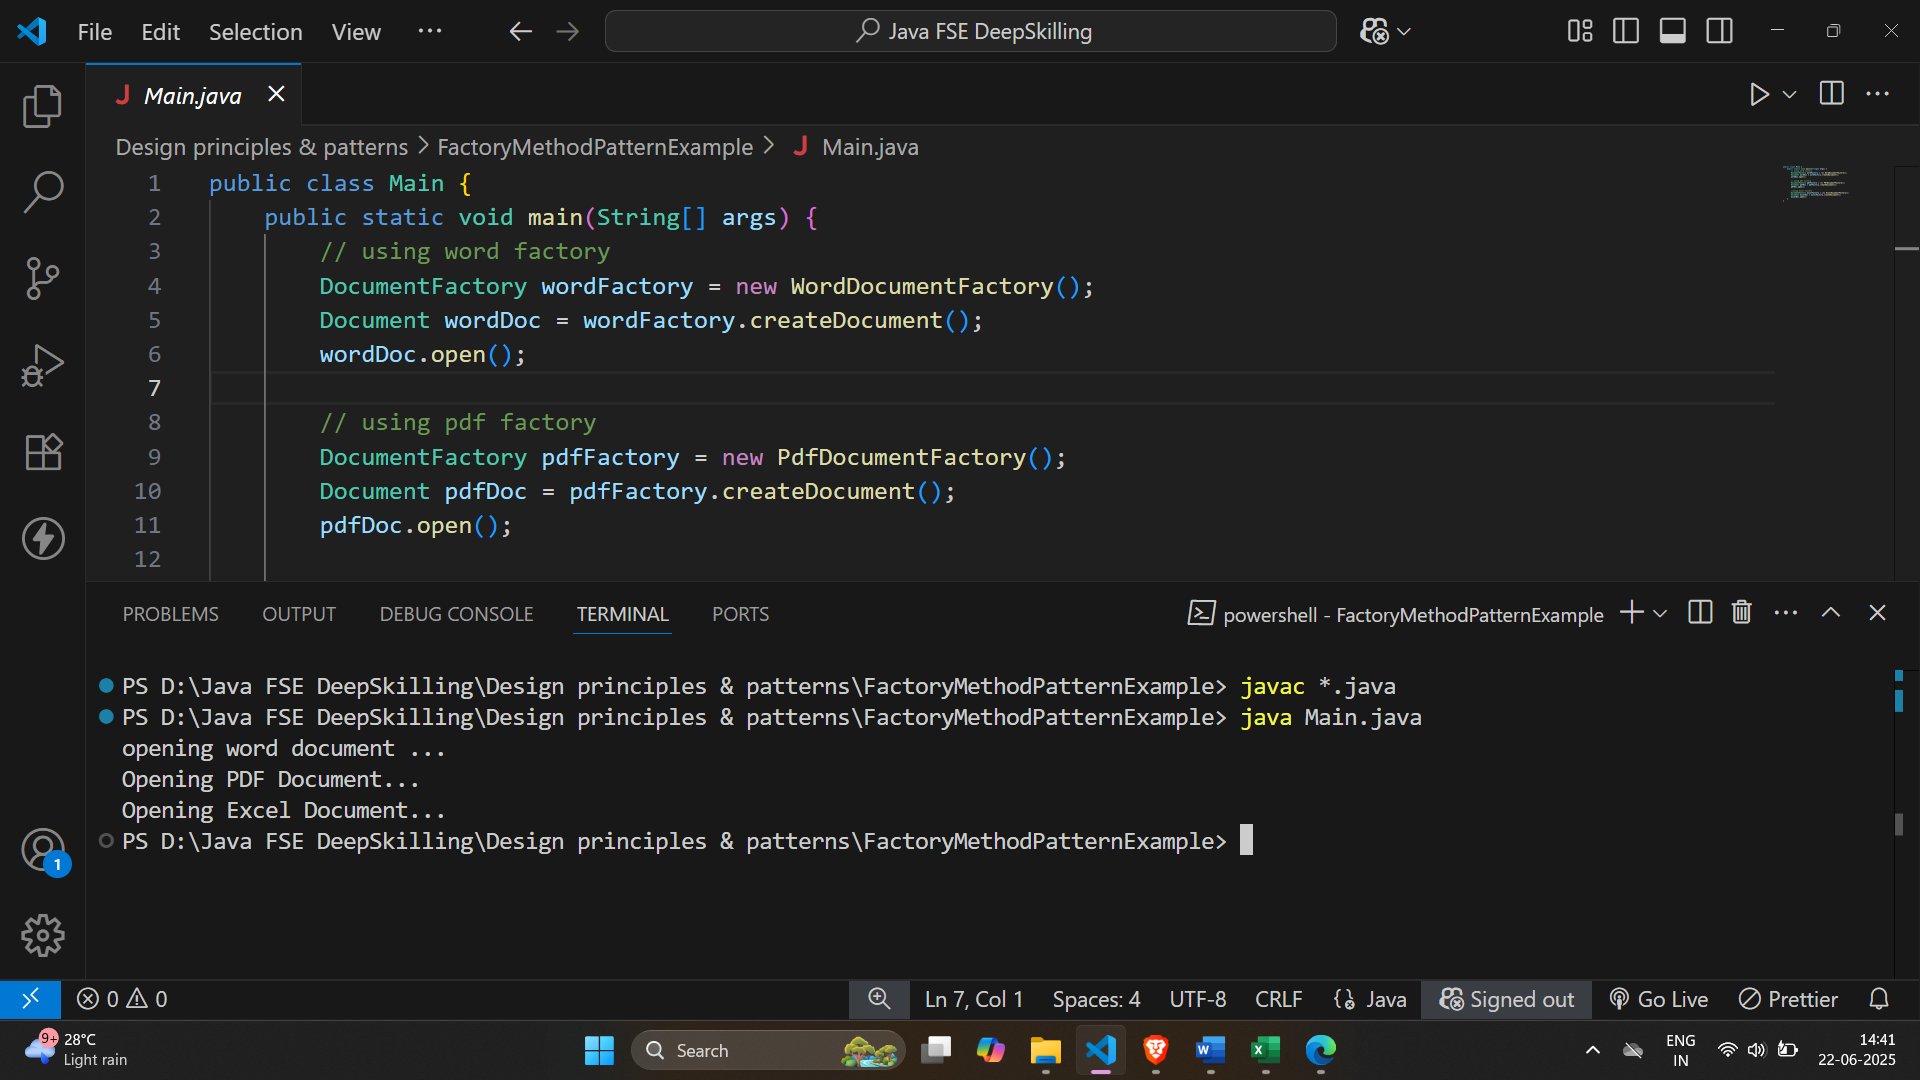 File Edit Selection View ··· Java FSE DeepSkilling
Main.java
Design principles & patterns > FactoryMethodPatternExample > Main.java
1 public class Main {
2 public static void main(String[] args) {
3 // using word factory
4 DocumentFactory wordFactory = new WordDocumentFactory();
5 Document wordDoc = wordFactory.createDocument();
6 wordDoc.open();
7
8 // using pdf factory
9 DocumentFactory pdfFactory = new PdfDocumentFactory();
10 Document pdfDoc = pdfFactory.createDocument();
11 pdfDoc.open();
12
PROBLEMS OUTPUT DEBUG CONSOLE TERMINAL PORTS powershell - FactoryMethodPatternExample
PS D:\Java FSE DeepSkilling\Design principles & patterns\FactoryMethodPatternExample> javac *.java
PS D:\Java FSE DeepSkilling\Design principles & patterns\FactoryMethodPatternExample> java Main.java
opening word document ...
Opening PDF Document...
Opening Excel Document...
PS D:\Java FSE DeepSkilling\Design principles & patterns\FactoryMethodPatternExample>
1
0 0 Ln 7, Col 1 Spaces: 4 UTF-8 CRLF Java Signed out Go Live Prettier
9+ 28°C
Light rain
Search
ENG
IN
14:41
22-06-2025